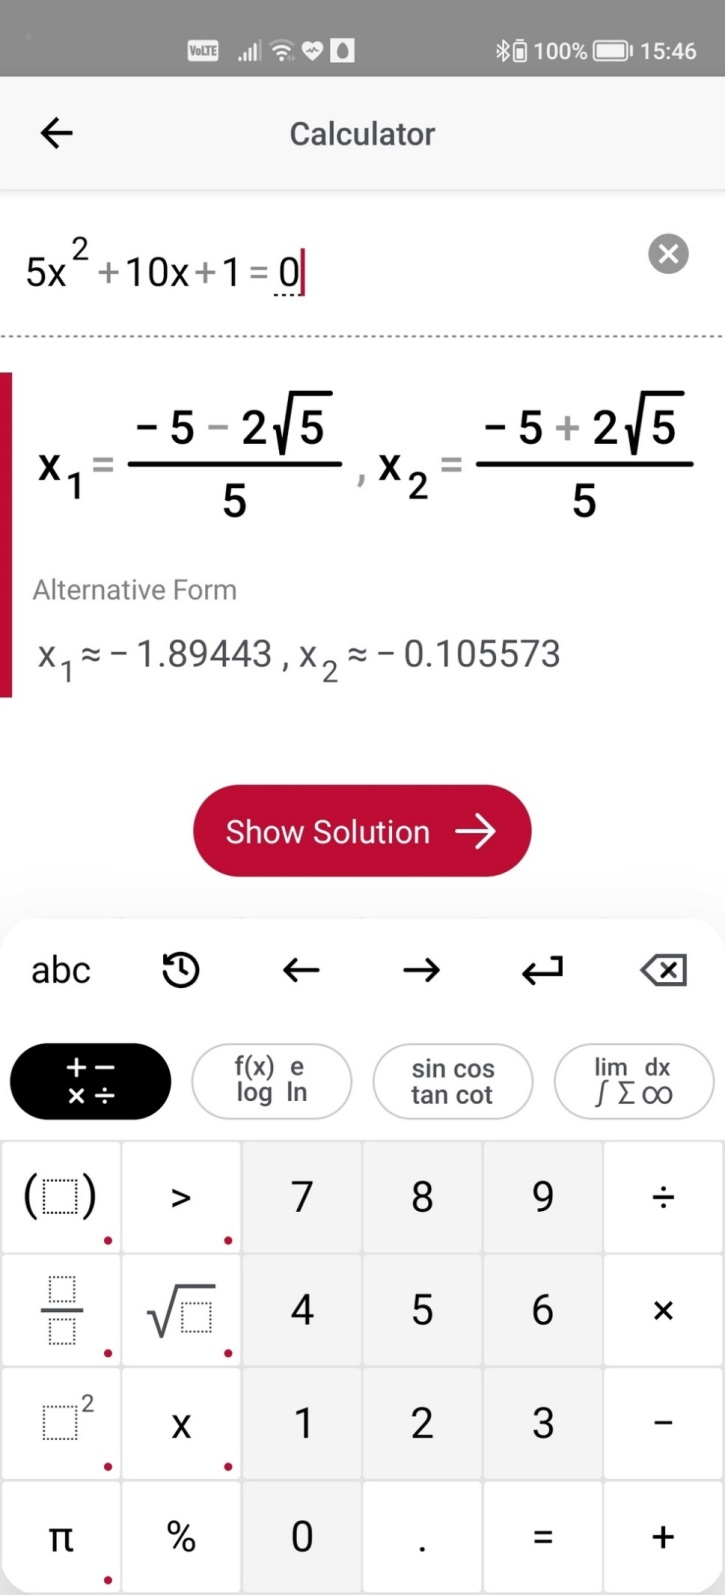 VoLTE 100% 15:46
Calculator
5x² +10x+1 = 0
x₁ = (-5 - 2√5)/5 , x₂ = (-5 + 2√5)/5
Alternative Form
x₁ ≈ - 1.89443 , x₂ ≈ - 0.105573
Show Solution →
abc ← →
+ − f(x) e sin cos lim dx
× ÷ log ln tan cot ∫ Σ ∞
(□) > 7 8 9 ÷
□/□ √□ 4 5 6 ×
□² x 1 2 3 −
π % 0 . = +